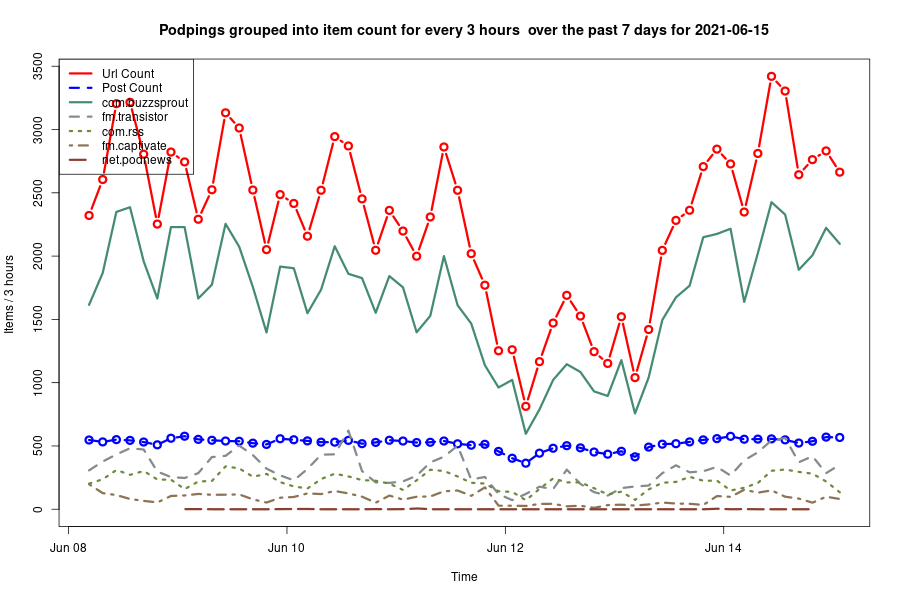 Podpings grouped into item count for every 3 hours  over the past 7 days for 2021-06-15
Items / 3 hours
3500
3000
2500
2000
1500
1000
500
0
Url Count
Post Count
com.buzzsprout
fm.transistor
com.rss
fm.captivate
net.podnews
Jun 08
Jun 10
Jun 12
Jun 14
Time